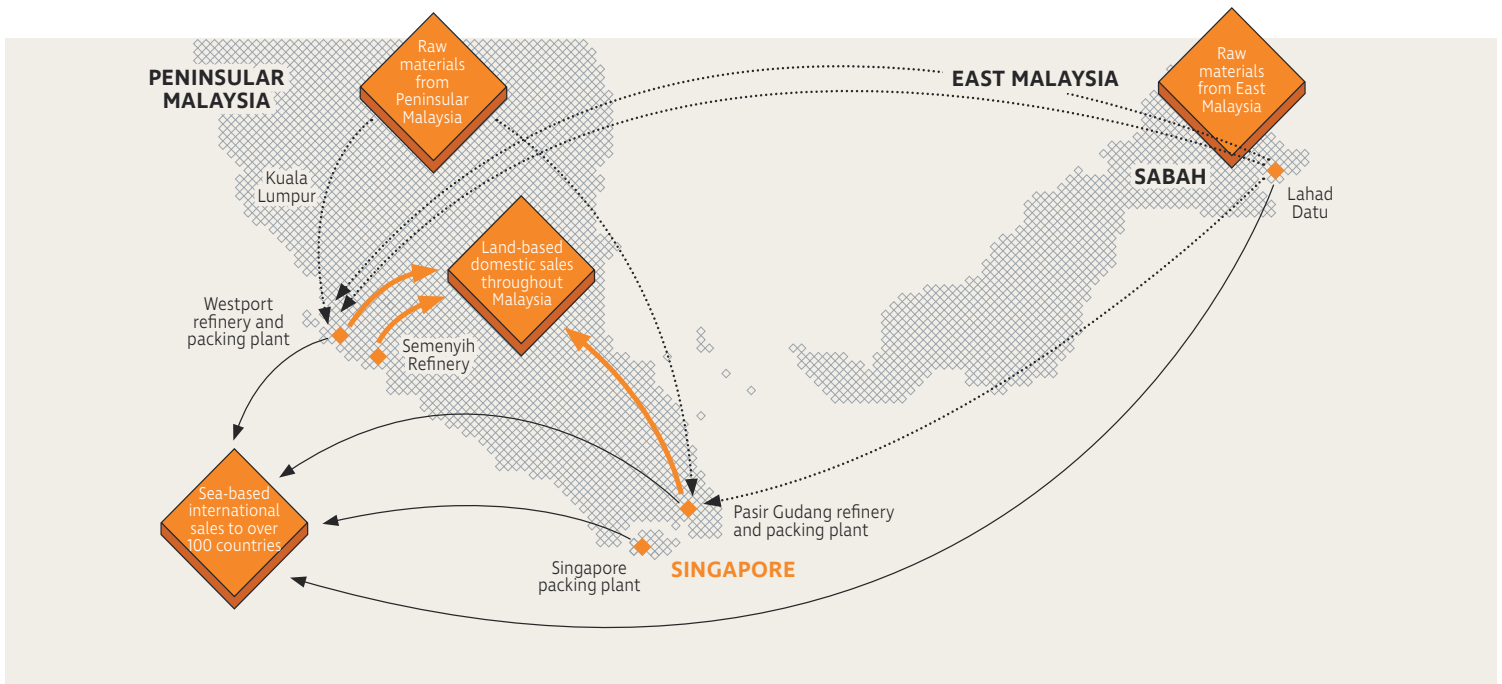 PENINSULAR
MALAYSIA
Raw
materials
from
Peninsular
Malaysia
EAST MALAYSIA
Raw
materials
from East
Malaysia
SABAH
Lahad
Datu
Kuala
Lumpur
Land-based
domestic sales
throughout
Malaysia
Westport
refinery and
packing plant
Semenyih
Refinery
Sea-based
international
sales to over
100 countries
Pasir Gudang refinery
and packing plant
Singapore
packing plant
SINGAPORE